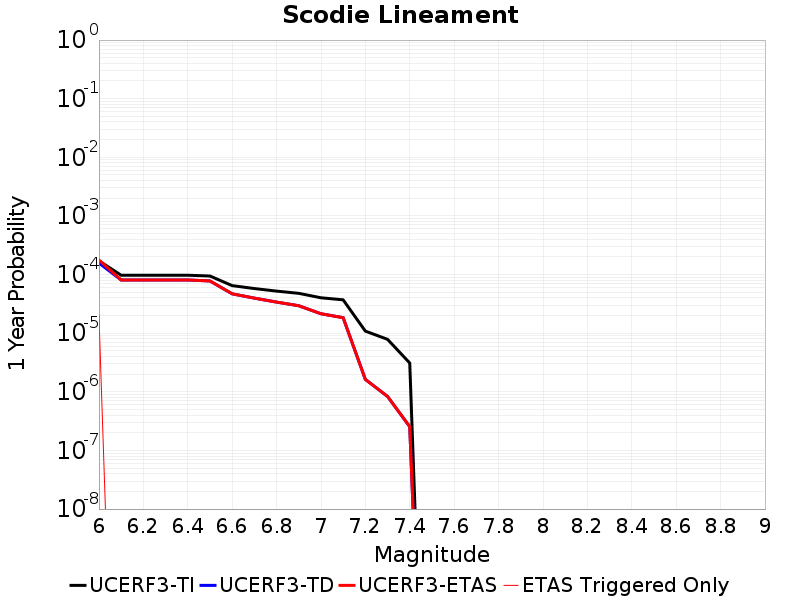 Scodie Lineament
1 Year Probability
10^0
10^-1
10^-2
10^-3
10^-4
10^-5
10^-6
10^-7
10^-8
6 6.2 6.4 6.6 6.8 7 7.2 7.4 7.6 7.8 8 8.2 8.4 8.6 8.8 9
Magnitude
UCERF3-TI UCERF3-TD UCERF3-ETAS ETAS Triggered Only